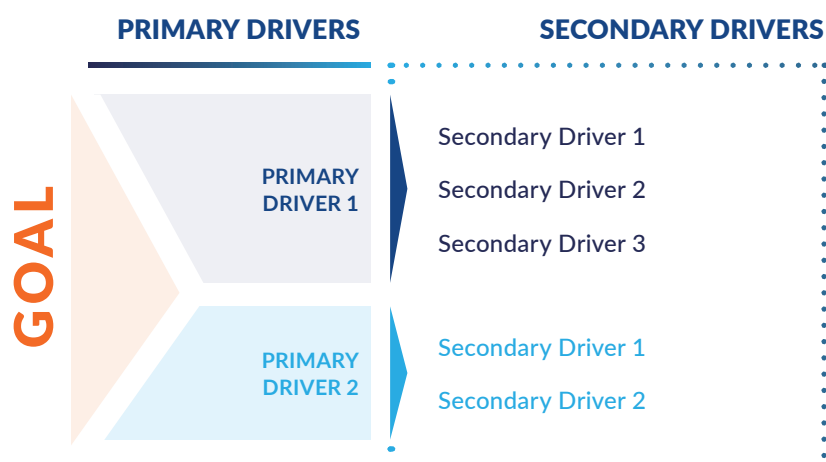 PRIMARY DRIVERS
SECONDARY DRIVERS
GOAL
PRIMARY
DRIVER 1
Secondary Driver 1
Secondary Driver 2
Secondary Driver 3
PRIMARY
DRIVER 2
Secondary Driver 1
Secondary Driver 2